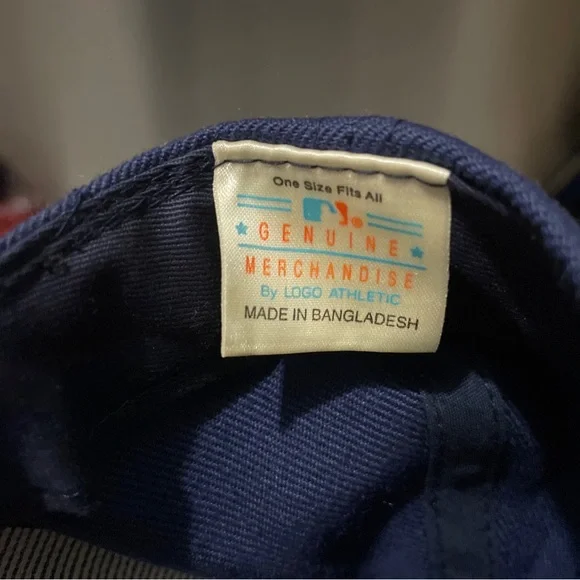 One Size Fits All
GENUINE
MERCHANDISE
By LOGO ATHLETIC
MADE IN BANGLADESH